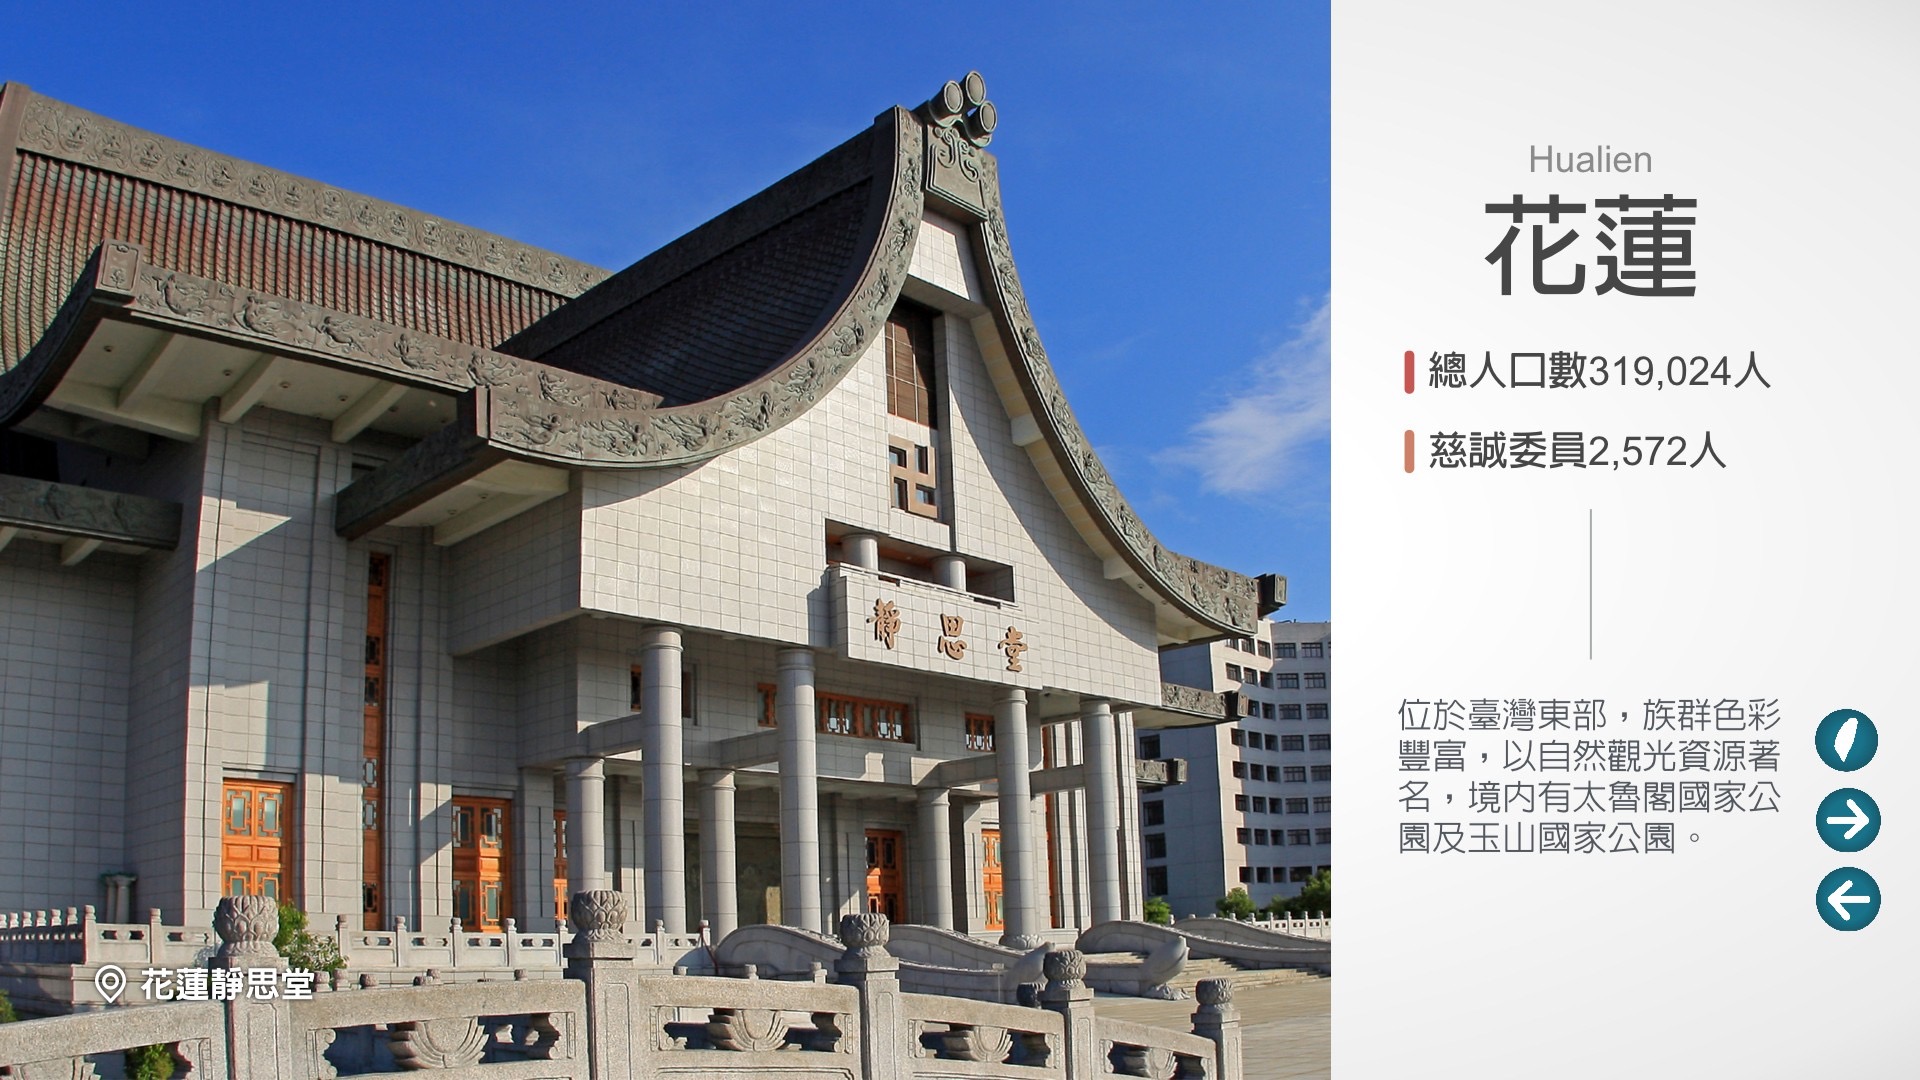 Hualien
花蓮
總人口數319,024人
慈誠委員2,572人
位於臺灣東部，族群色彩
豐富，以自然觀光資源著
名，境內有太魯閣國家公
園及玉山國家公園。
靜思堂
花蓮靜思堂